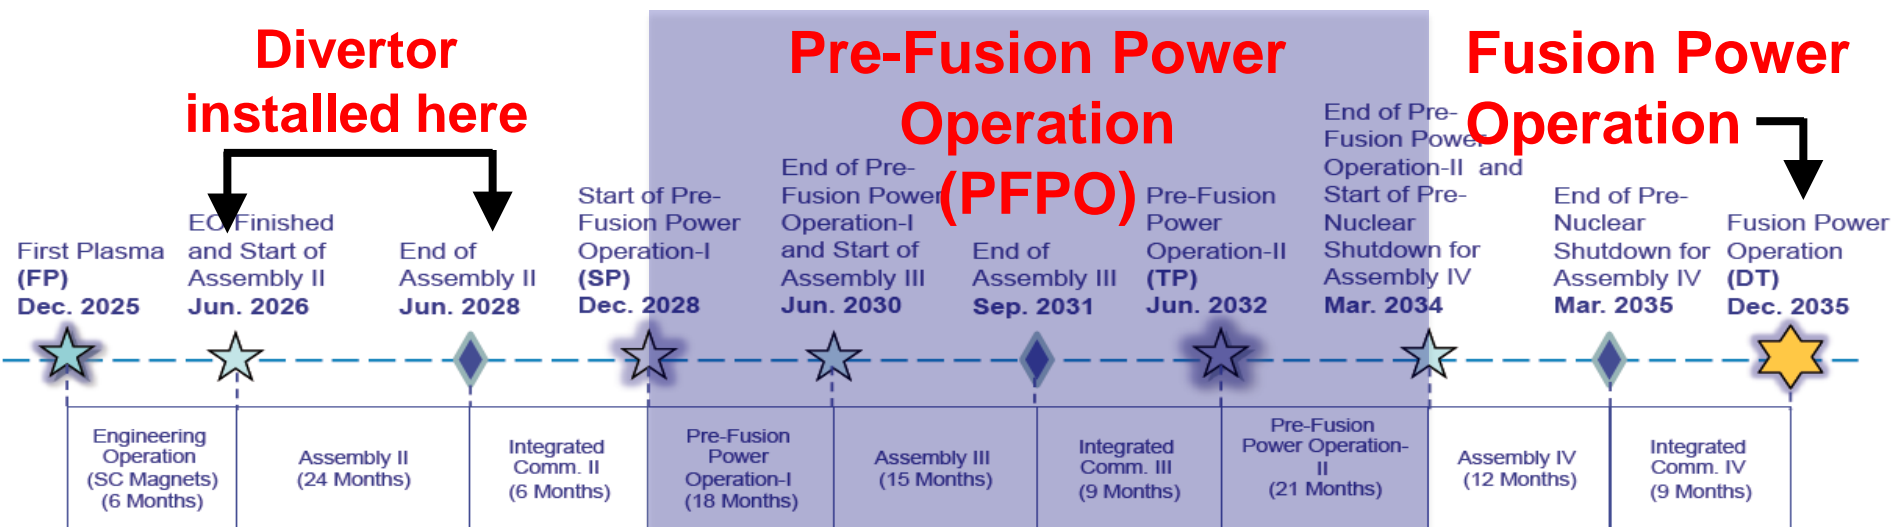 Divertor
installed here
Pre-Fusion Power
Operation
(PFPO)
Fusion Power
Operation
First Plasma
(FP)
Dec. 2025
EO Finished
and Start of
Assembly II
Jun. 2026
End of
Assembly II
Jun. 2028
Start of Pre-
Fusion Power
Operation-I
(SP)
Dec. 2028
End of Pre-
Fusion Power
Operation-I
and Start of
Assembly III
Jun. 2030
End of
Assembly III
Sep. 2031
Pre-Fusion
Power
Operation-II
(TP)
Jun. 2032
End of Pre-
Fusion Power
Operation-II and
Start of Pre-
Nuclear
Shutdown for
Assembly IV
Mar. 2034
End of Pre-
Nuclear
Shutdown for
Assembly IV
Mar. 2035
Fusion Power
Operation
(DT)
Dec. 2035
Engineering
Operation
(SC Magnets)
(6 Months)
Assembly II
(24 Months)
Integrated
Comm. II
(6 Months)
Pre-Fusion
Power
Operation-I
(18 Months)
Assembly III
(15 Months)
Integrated
Comm. III
(9 Months)
Pre-Fusion
Power Operation-
II
(21 Months)
Assembly IV
(12 Months)
Integrated
Comm. IV
(9 Months)